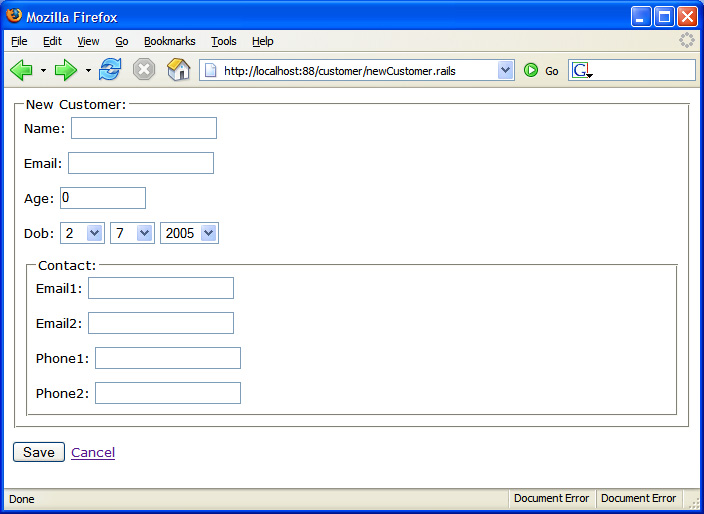 Mozilla Firefox
File Edit View Go Bookmarks Tools Help
http://localhost:88/customer/newCustomer.rails Go G
New Customer:
Name:
Email:
Age: 0
Dob: 2 7 2005
Contact:
Email1:
Email2:
Phone1:
Phone2:
Save Cancel
Done Document Error Document Error